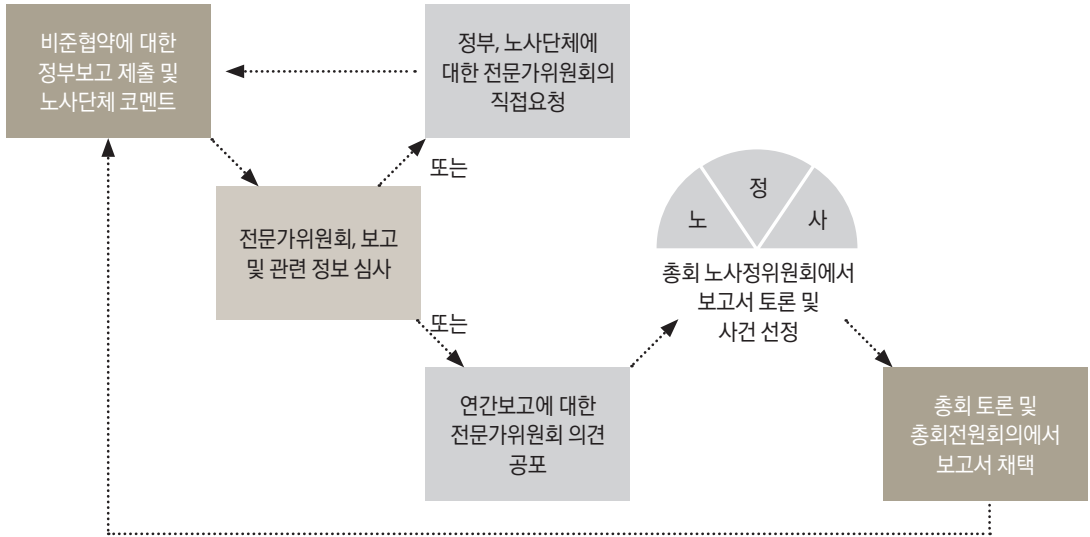 비준협약에 대한
정부보고 제출 및
노사단체 코멘트
정부, 노사단체에
대한 전문가위원회의
직접요청
또는
전문가위원회, 보고
및 관련 정보 심사
또는
연간보고에 대한
전문가위원회 의견
공포
노
정
사
총회 노사정위원회에서
보고서 토론 및
사건 선정
총회 토론 및
총회전원회의에서
보고서 채택